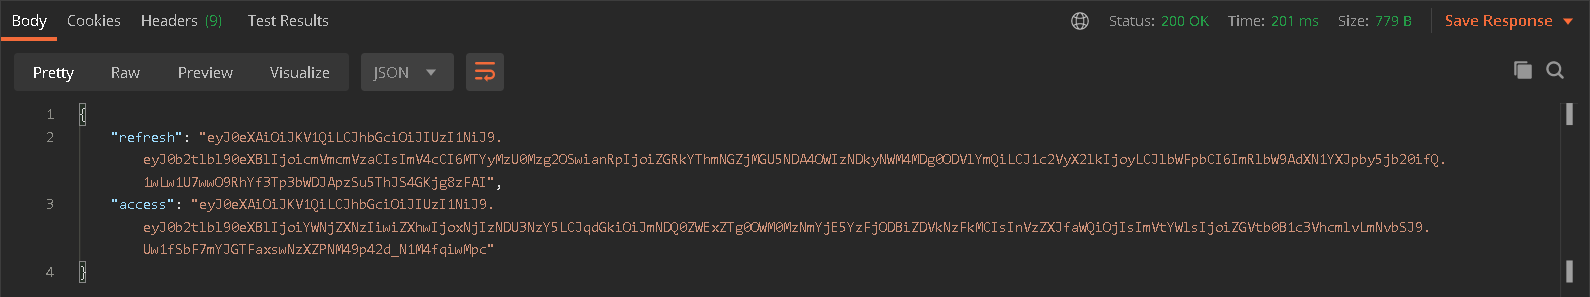 Body Cookies Headers (9) Test Results Status: 200 OK Time: 201 ms Size: 779 B Save Response
Pretty Raw Preview Visualize JSON
1 {
2 "refresh": "eyJ0eXAiOiJKV1QiLCJhbGciOiJIUzI1NiJ9.
eyJ0b2tlbl90eXBlIjoicmVmcmVzaCIsImV4cCI6MTYyMzU0Mzg2OSwianRpIjoiZGRkYThmNGZjMGU5NDA4OWIzNDkyNWM4MDg0ODVlYmQiLCJ1c2VyX2lkIjoyLCJlbWFpbCI6ImRlbW9AdXN1YXJpby5jb20ifQ.
1wLw1U7wwO9RhYf3Tp3bWDJApzSu5ThJS4GKjg8zFAI",
3 "access": "eyJ0eXAiOiJKV1QiLCJhbGciOiJIUzI1NiJ9.
eyJ0b2tlbl90eXBlIjoiYWNjZXNzIiwiZXhwIjoxNjIzNDU3NzY5LCJqdGkiOiJmNDQ0ZWExZTg0OWM0MzNmYjE5YzFjODBiZDVkNzFkMCIsInVzZXJfaWQiOjIsImVtYWlsIjoiZGVtb0B1c3VhcmlvLmNvbSJ9.
Uw1fSbF7mYJGTFaxswNzXZPNM49p42d_N1M4fqiwMpc"
4 }